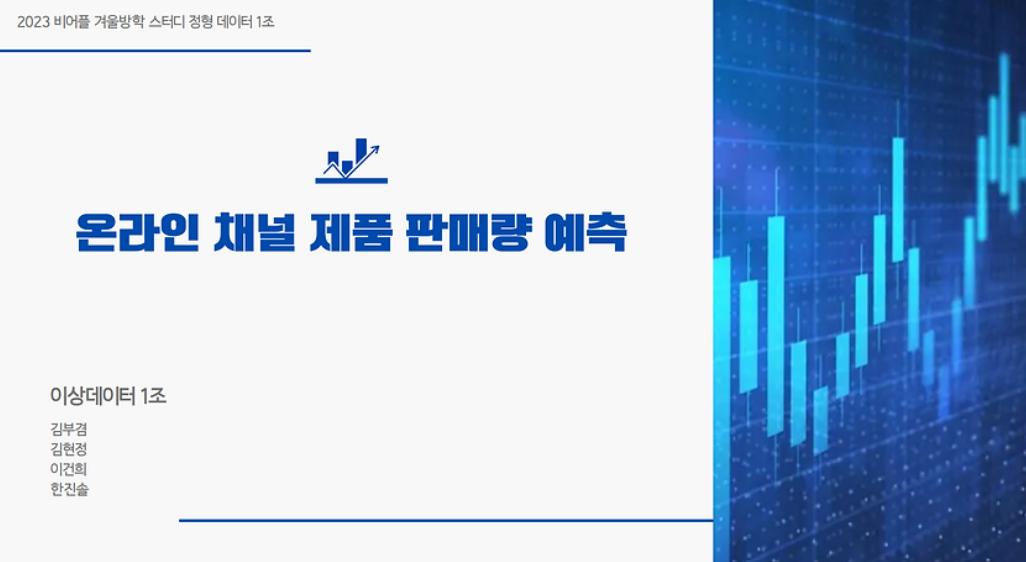 2023 비어플 겨울방학 스터디 정형 데이터 1조
온라인 채널 제품 판매량 예측
이상데이터 1조
김부겸
김현정
이건희
한진솔